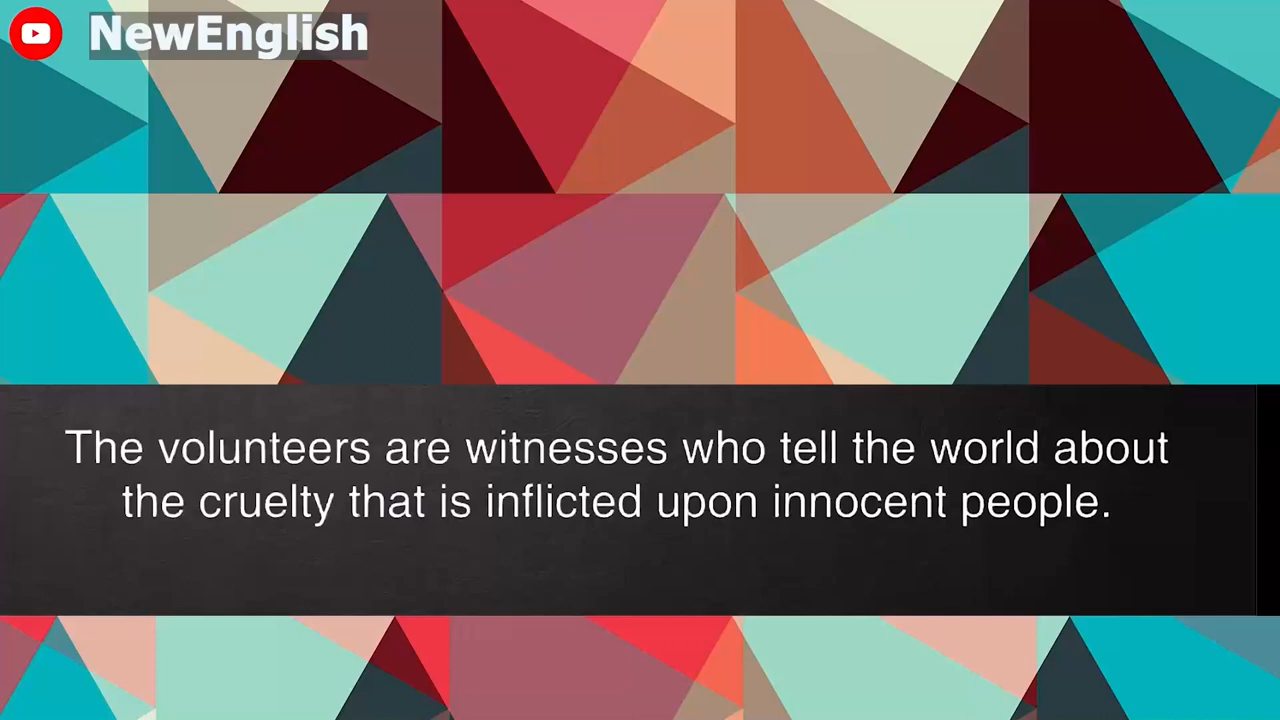 NewEnglish
The volunteers are witnesses who tell the world about
the cruelty that is inflicted upon innocent people.